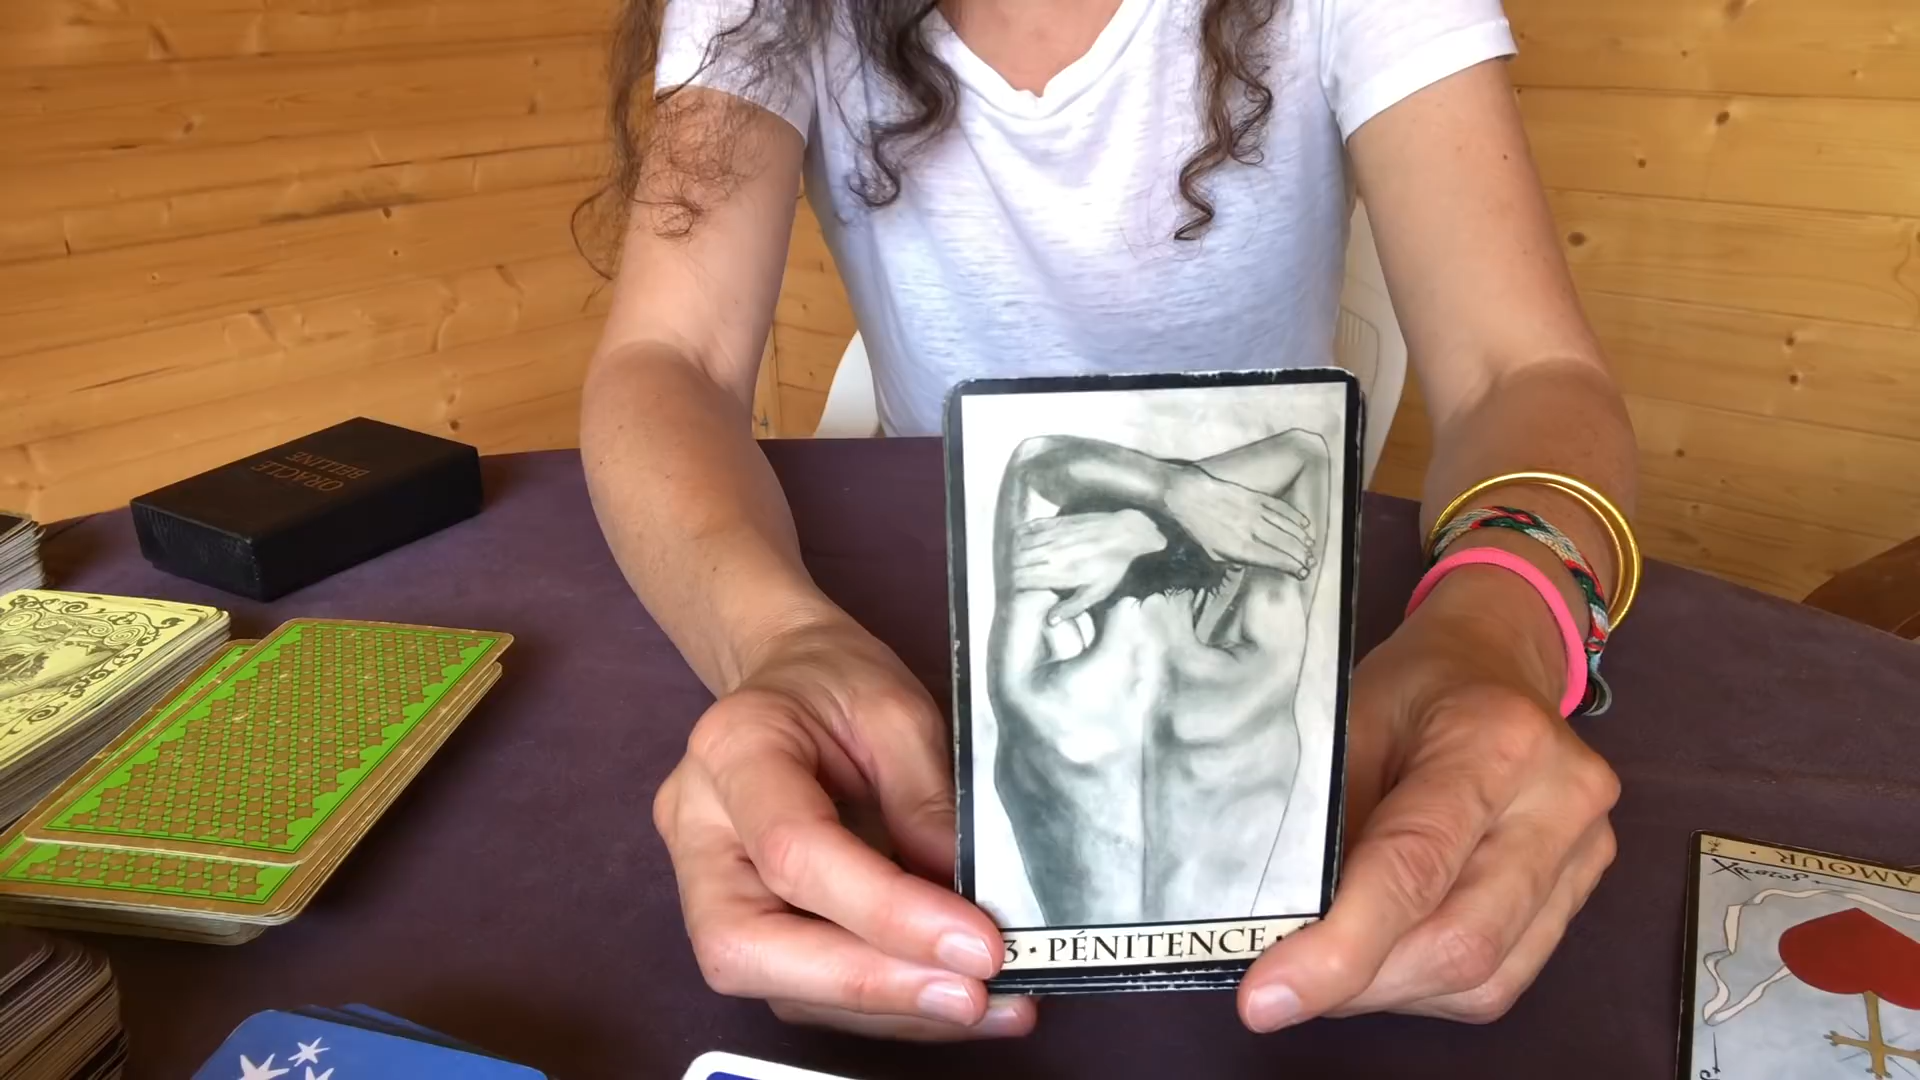 ORACLE
BELLINE
3 · PÉNITENCE ·
AMOUR ·